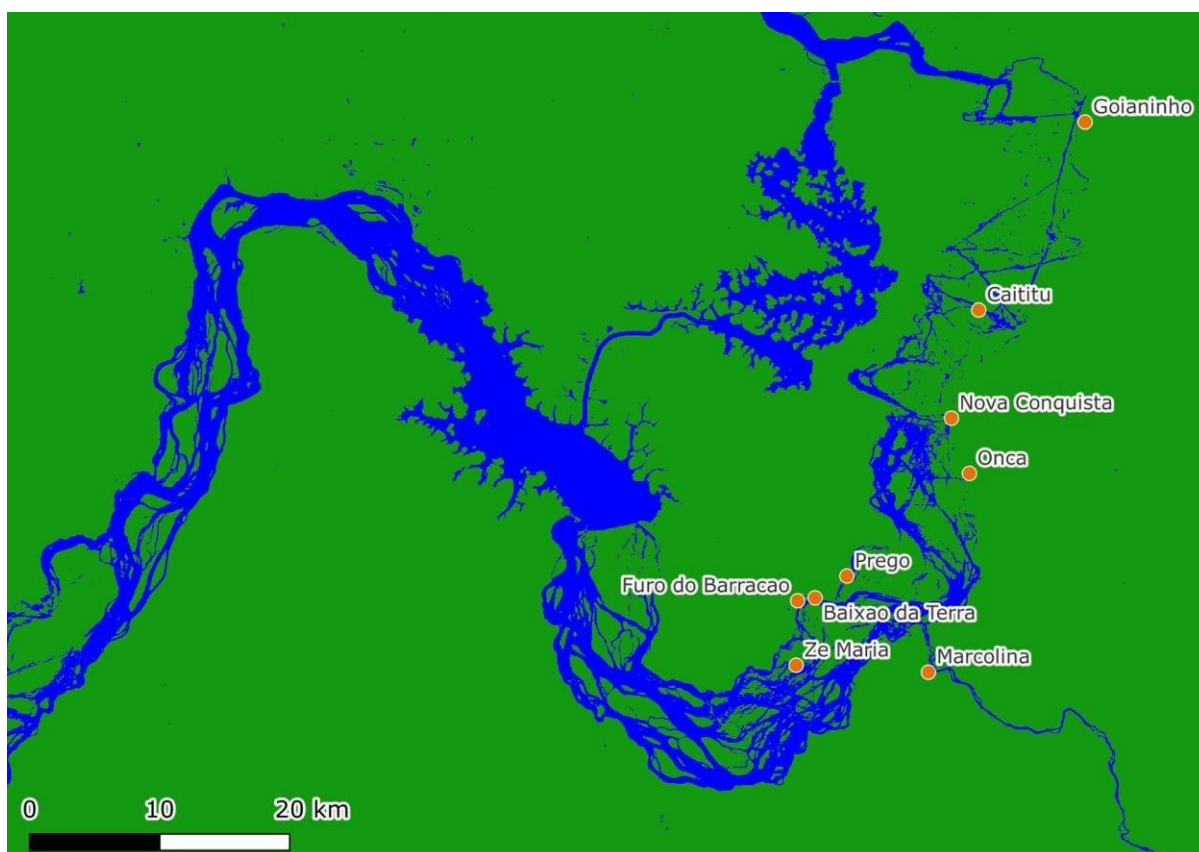 Goianinho
Caititu
Nova Conquista
Onca
Prego
Furo do Barracao
Baixao da Terra
Ze Maria
Marcolina
0 10 20 km